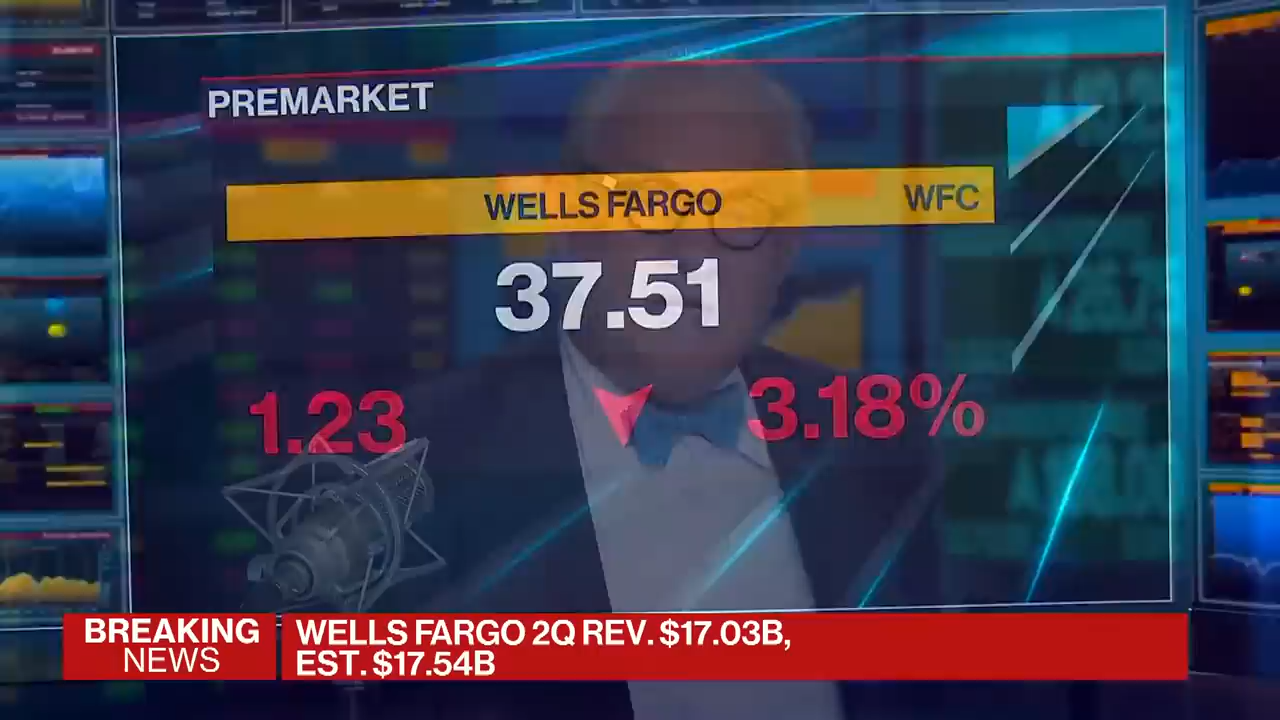 PREMARKET
WELLS FARGO WFC
37.51
1.23 3.18%
BREAKING
NEWS
WELLS FARGO 2Q REV. $17.03B,
EST. $17.54B